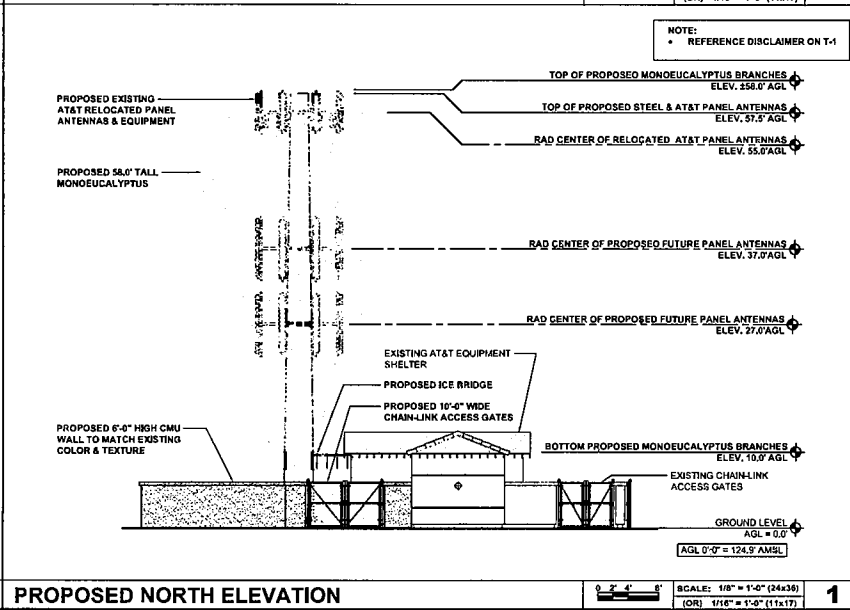 NOTE:
• REFERENCE DISCLAIMER ON T-1
TOP OF PROPOSED MONOEUCALYPTUS BRANCHES
ELEV. ±58.0' AGL
PROPOSED EXISTING
AT&T RELOCATED PANEL
ANTENNAS & EQUIPMENT
TOP OF PROPOSED STEEL & AT&T PANEL ANTENNAS
ELEV. 57.5' AGL
RAD CENTER OF RELOCATED AT&T PANEL ANTENNAS
ELEV. 55.0'AGL
PROPOSED 58.0' TALL
MONOEUCALYPTUS
RAD CENTER OF PROPOSED FUTURE PANEL ANTENNAS
ELEV. 37.0'AGL
RAD CENTER OF PROPOSED FUTURE PANEL ANTENNAS
ELEV. 27.0'AGL
EXISTING AT&T EQUIPMENT
SHELTER
PROPOSED ICE BRIDGE
PROPOSED 10'-0" WIDE
CHAIN-LINK ACCESS GATES
PROPOSED 6'-0" HIGH CMU
WALL TO MATCH EXISTING
COLOR & TEXTURE
BOTTOM PROPOSED MONOEUCALYPTUS BRANCHES
ELEV. 10.0' AGL
EXISTING CHAIN-LINK
ACCESS GATES
GROUND LEVEL
AGL = 0.0'
AGL 0'-0" = 124.9' AMSL
PROPOSED NORTH ELEVATION
0 2' 4' 8'
SCALE: 1/8" = 1'-0" (24x36)
(OR) 1/16" = 1'-0" (11x17)
1